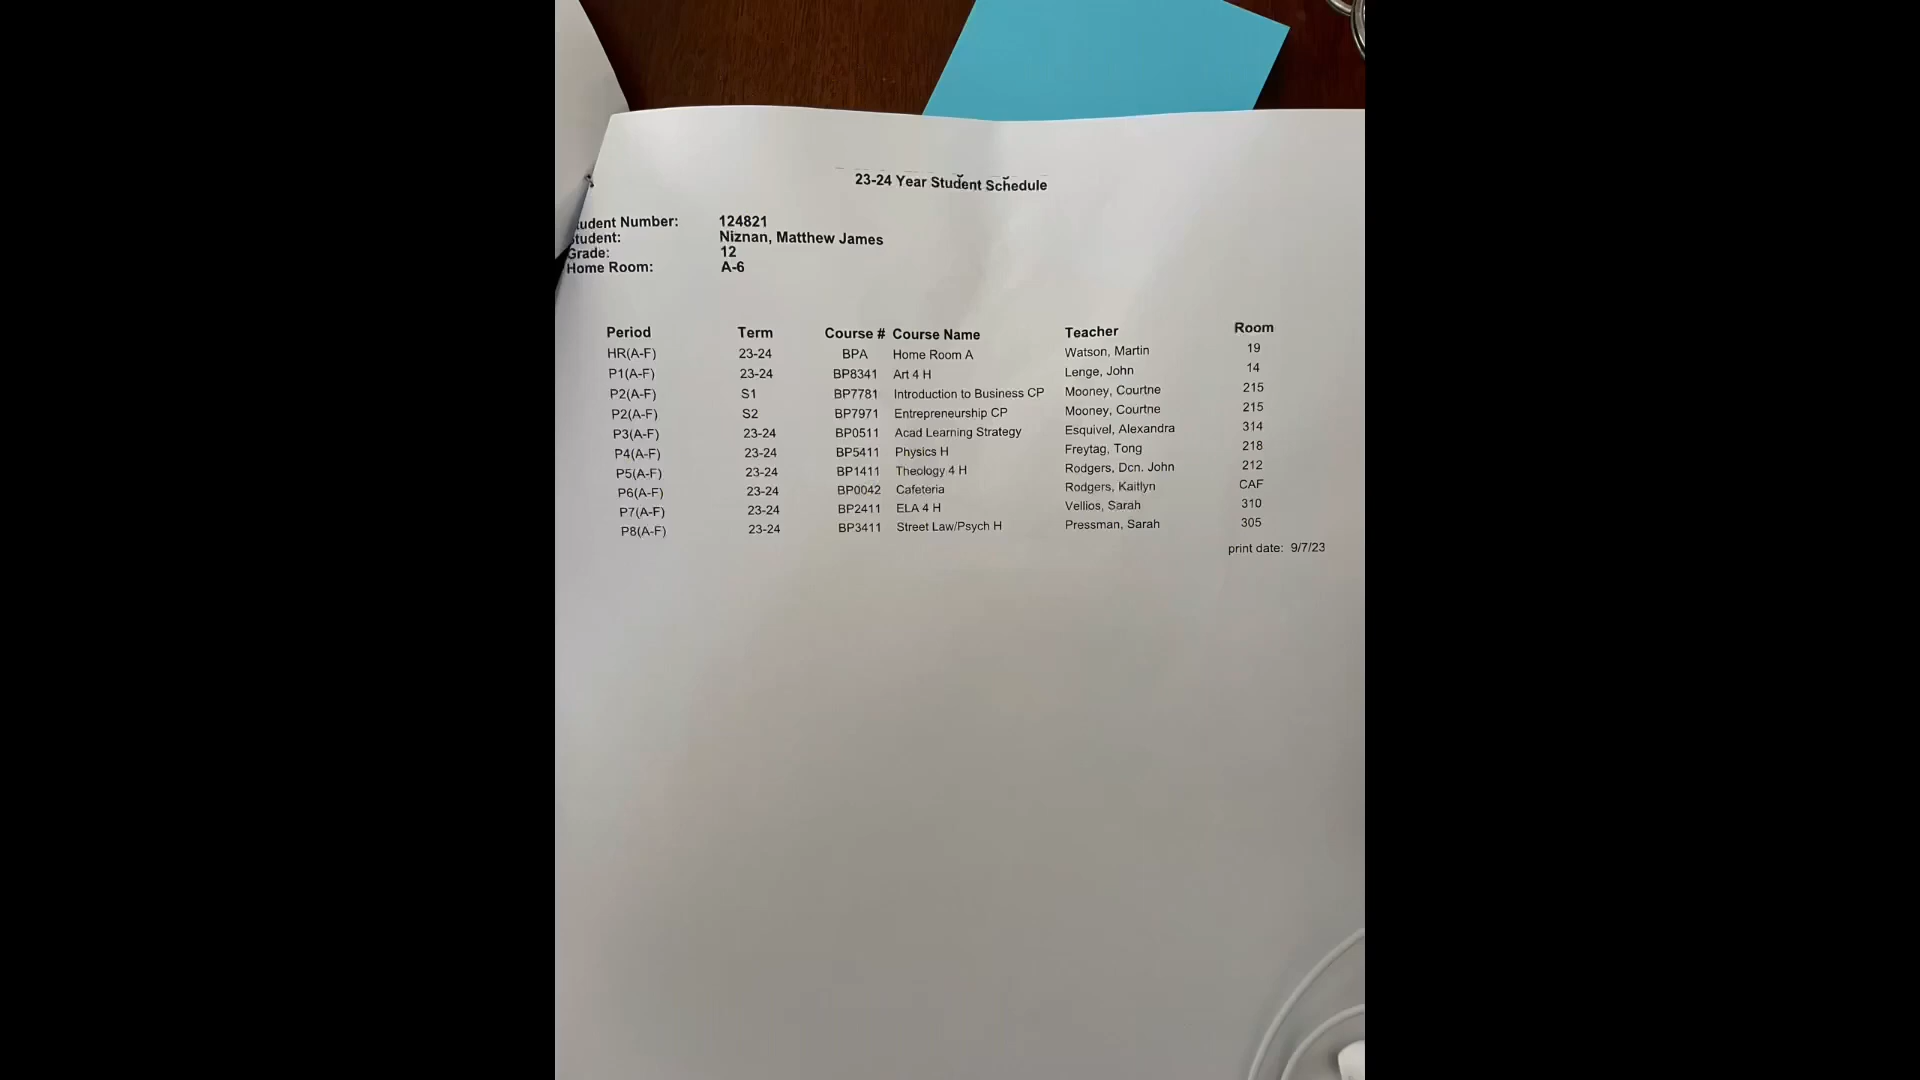 23-24 Year Student Schedule
tudent Number: 124821
tudent: Niznan, Matthew James
Grade: 12
Home Room: A-6
Period Term Course # Course Name Teacher Room
HR(A-F) 23-24 BPA Home Room A Watson, Martin 19
P1(A-F) 23-24 BP8341 Art 4 H Lenge, John 14
P2(A-F) S1 BP7781 Introduction to Business CP Mooney, Courtne 215
P2(A-F) S2 BP7971 Entrepreneurship CP Mooney, Courtne 215
P3(A-F) 23-24 BP0511 Acad Learning Strategy Esquivel, Alexandra 314
P4(A-F) 23-24 BP5411 Physics H Freytag, Tong 218
P5(A-F) 23-24 BP1411 Theology 4 H Rodgers, Dcn. John 212
P6(A-F) 23-24 BP0042 Cafeteria Rodgers, Kaitlyn CAF
P7(A-F) 23-24 BP2411 ELA 4 H Vellios, Sarah 310
P8(A-F) 23-24 BP3411 Street Law/Psych H Pressman, Sarah 305
print date: 9/7/23